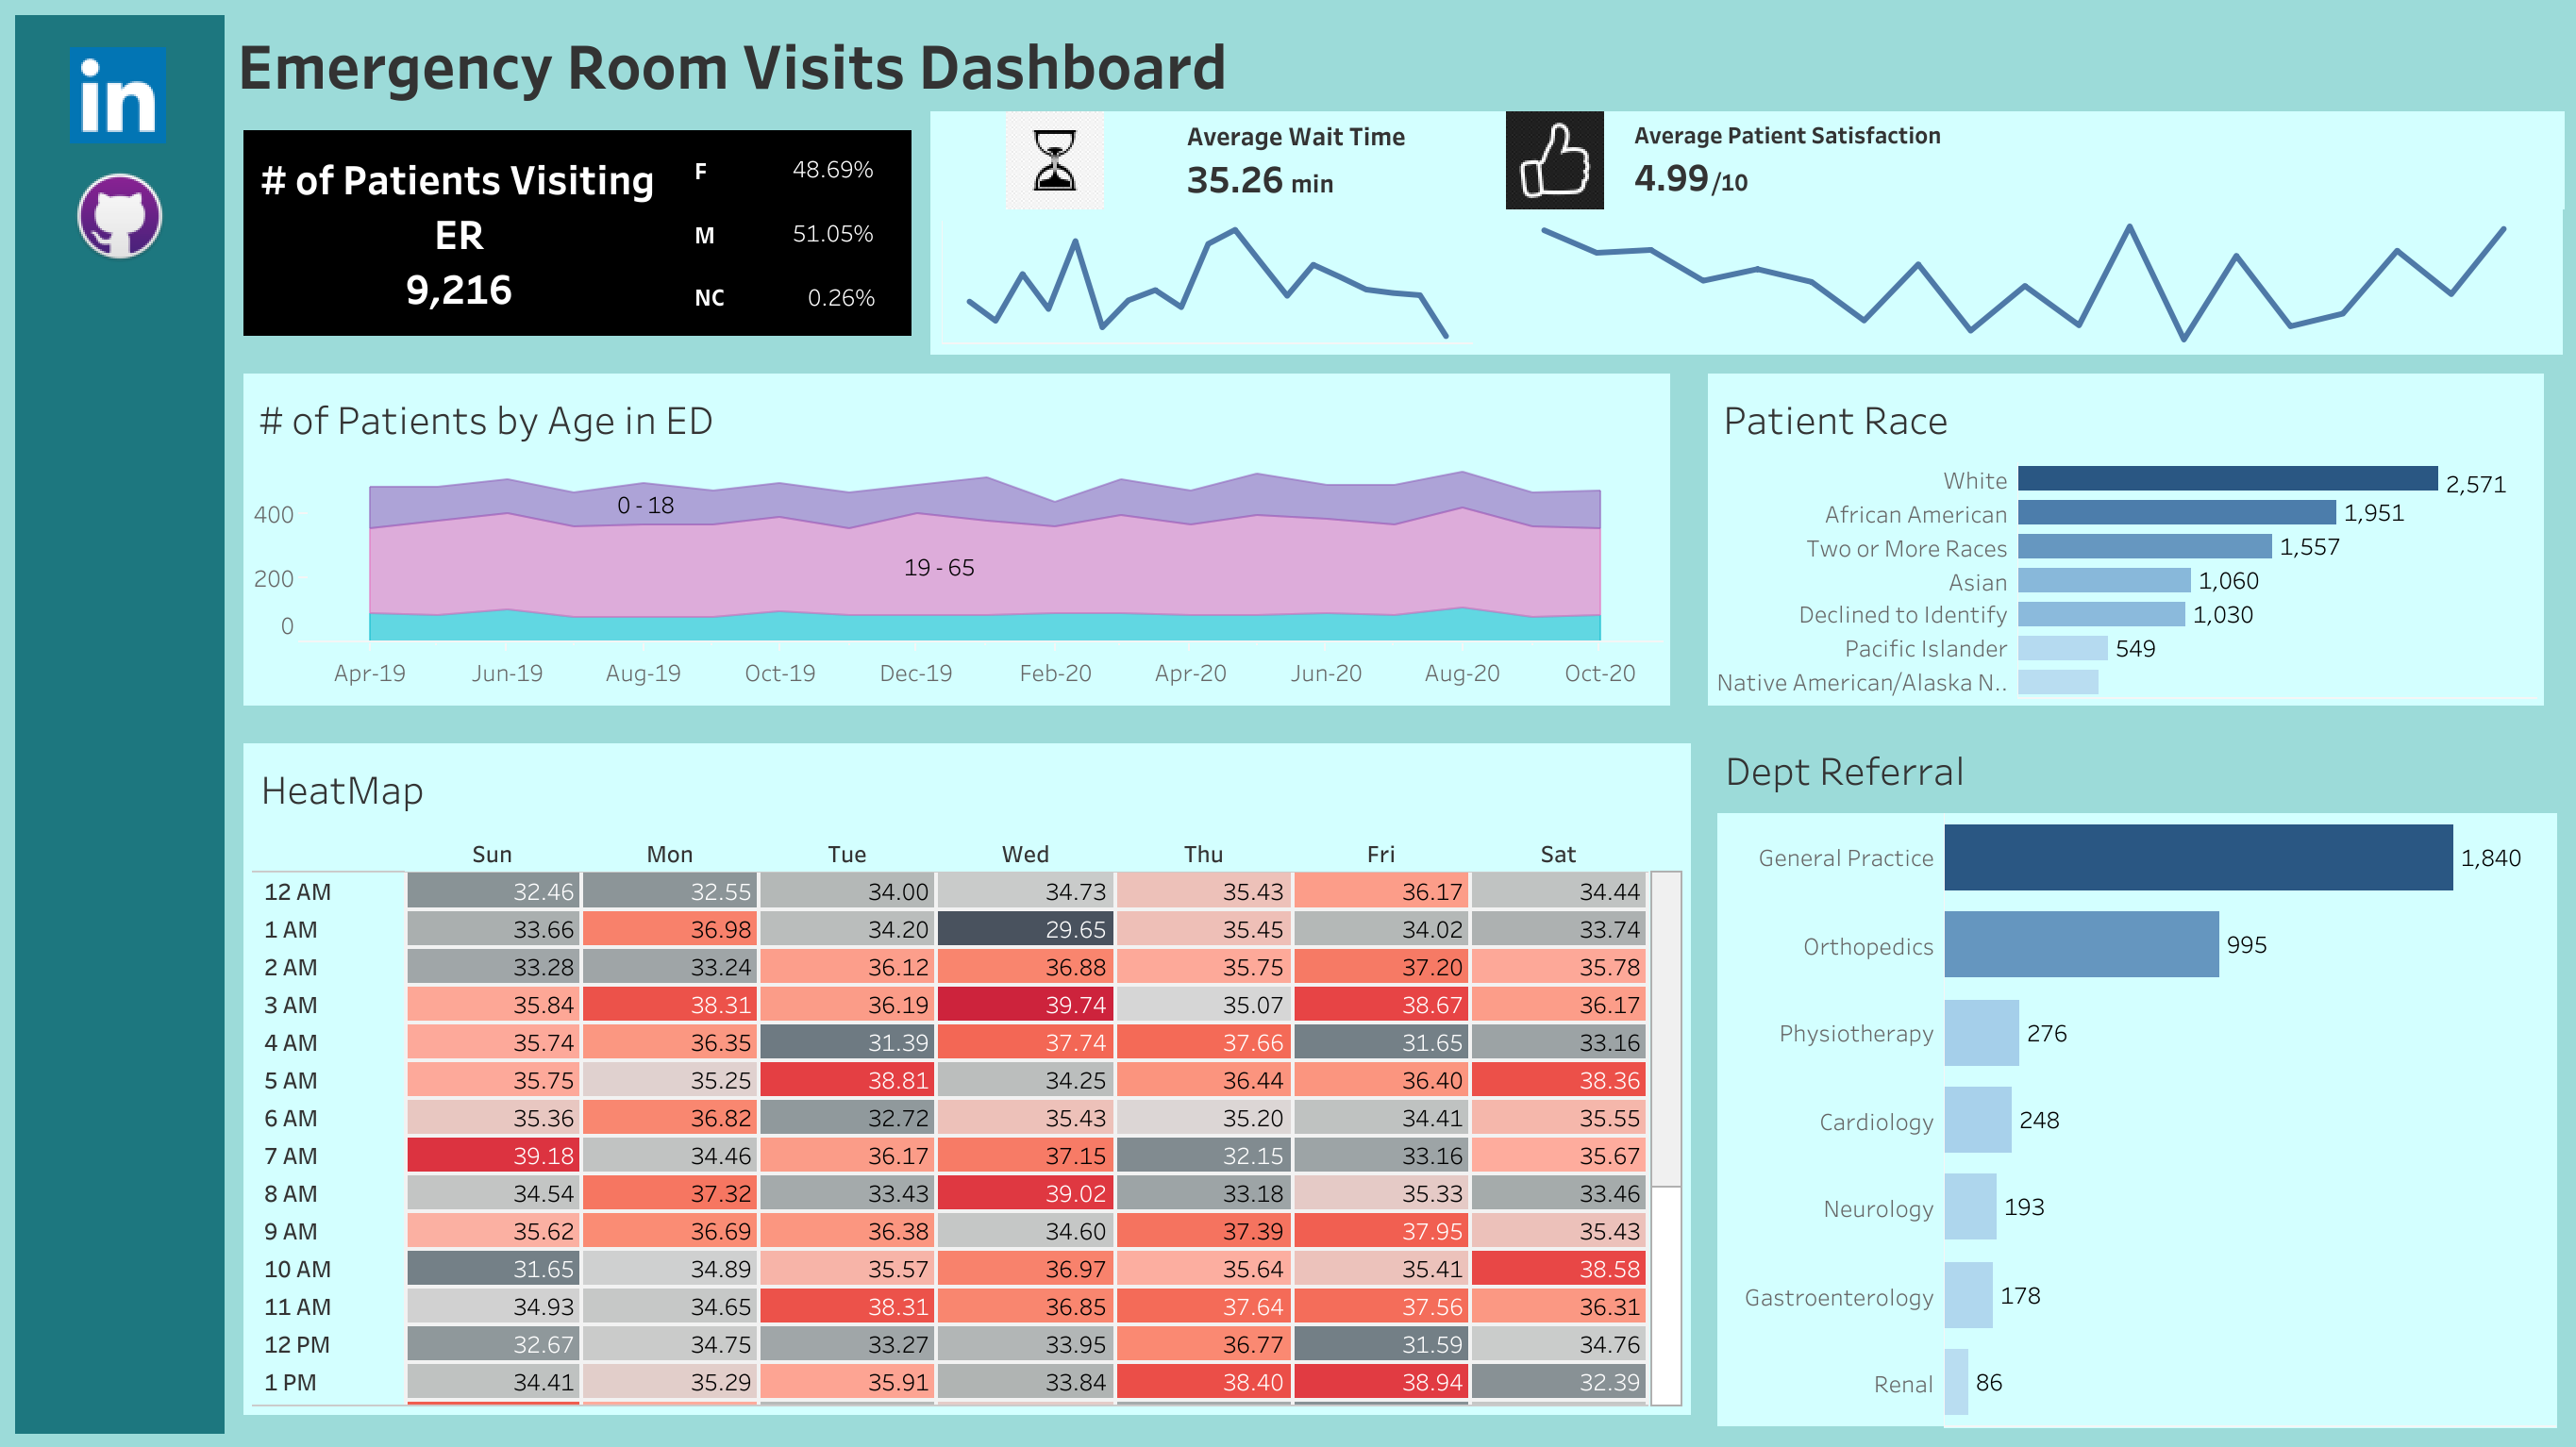 in
Emergency Room Visits Dashboard
# of Patients Visiting
ER
9,216
F 48.69%
M 51.05%
NC 0.26%
Average Wait Time
35.26 min
Average Patient Satisfaction
4.99/10
# of Patients by Age in ED
400
200
0
0 - 18
19 - 65
Apr-19 Jun-19 Aug-19 Oct-19 Dec-19 Feb-20 Apr-20 Jun-20 Aug-20 Oct-20
Patient Race
White 2,571
African American 1,951
Two or More Races 1,557
Asian 1,060
Declined to Identify 1,030
Pacific Islander 549
Native American/Alaska N..
HeatMap
Sun Mon Tue Wed Thu Fri Sat
12 AM 32.46 32.55 34.00 34.73 35.43 36.17 34.44
1 AM 33.66 36.98 34.20 29.65 35.45 34.02 33.74
2 AM 33.28 33.24 36.12 36.88 35.75 37.20 35.78
3 AM 35.84 38.31 36.19 39.74 35.07 38.67 36.17
4 AM 35.74 36.35 31.39 37.74 37.66 31.65 33.16
5 AM 35.75 35.25 38.81 34.25 36.44 36.40 38.36
6 AM 35.36 36.82 32.72 35.43 35.20 34.41 35.55
7 AM 39.18 34.46 36.17 37.15 32.15 33.16 35.67
8 AM 34.54 37.32 33.43 39.02 33.18 35.33 33.46
9 AM 35.62 36.69 36.38 34.60 37.39 37.95 35.43
10 AM 31.65 34.89 35.57 36.97 35.64 35.41 38.58
11 AM 34.93 34.65 38.31 36.85 37.64 37.56 36.31
12 PM 32.67 34.75 33.27 33.95 36.77 31.59 34.76
1 PM 34.41 35.29 35.91 33.84 38.40 38.94 32.39
Dept Referral
General Practice 1,840
Orthopedics 995
Physiotherapy 276
Cardiology 248
Neurology 193
Gastroenterology 178
Renal 86